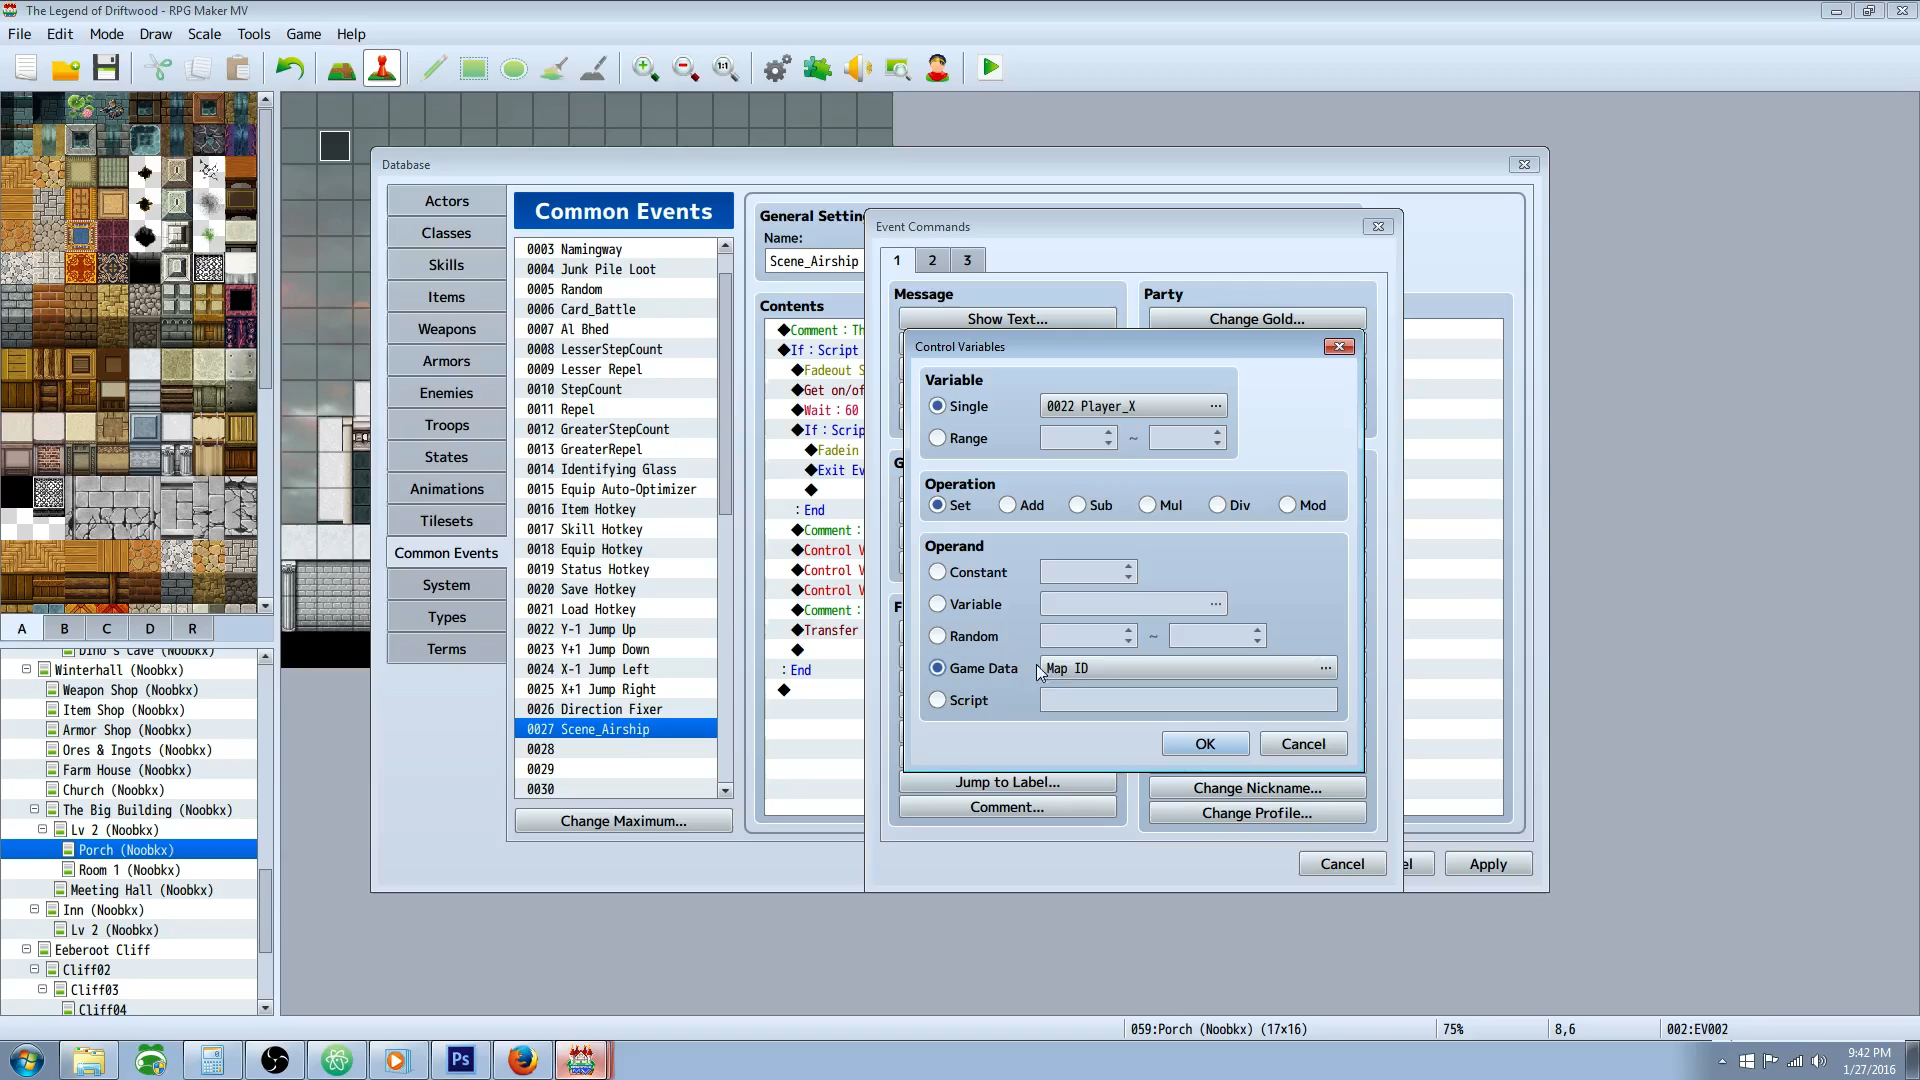 The Legend of Driftwood - RPG Maker MV
File Edit Mode Draw Scale Tools Game Help
1:1
Database
Actors
Classes
Skills
Items
Weapons
Armors
Enemies
Troops
States
Animations
Tilesets
Common Events
System
Types
Terms
Common Events
0003 Namingway
0004 Junk Pile Loot
0005 Random
0006 Card_Battle
0007 Al Bhed
0008 LesserStepCount
0009 Lesser Repel
0010 StepCount
0011 Repel
0012 GreaterStepCount
0013 GreaterRepel
0014 Identifying Glass
0015 Equip Auto-Optimizer
0016 Item Hotkey
0017 Skill Hotkey
0018 Equip Hotkey
0019 Status Hotkey
0020 Save Hotkey
0021 Load Hotkey
0022 Y-1 Jump Up
0023 Y+1 Jump Down
0024 X-1 Jump Left
0025 X+1 Jump Right
0026 Direction Fixer
0027 Scene_Airship
0028
0029
0030
Change Maximum...
General Settin
Name:
Scene_Airship
Contents
◆Comment : Th
◆If : Script
◆Fadeout S
◆Get on/of
◆Wait : 60
◆If : Scrip
◆Fadein
◆Exit Ev
◆
: End
◆Comment :
◆Control V
◆Control V
◆Control V
◆Comment :
◆Transfer
◆
: End
◆
el
Apply
Event Commands
1 2 3
Message
Show Text...
Party
Change Gold...
G
F
Jump to Label...
Comment...
Change Nickname...
Change Profile...
Cancel
Control Variables
Variable
Single 0022 Player_X ...
Range ~
Operation
Set Add Sub Mul Div Mod
Operand
Constant
Variable ...
Random ~
Game Data Map ID ...
Script
OK Cancel
A B C D R
Dino's Cave (Noobkx)
Winterhall (Noobkx)
Weapon Shop (Noobkx)
Item Shop (Noobkx)
Armor Shop (Noobkx)
Ores & Ingots (Noobkx)
Farm House (Noobkx)
Church (Noobkx)
The Big Building (Noobkx)
Lv 2 (Noobkx)
Porch (Noobkx)
Room 1 (Noobkx)
Meeting Hall (Noobkx)
Inn (Noobkx)
Lv 2 (Noobkx)
Eeberoot Cliff
Cliff02
Cliff03
Cliff04
059:Porch (Noobkx) (17x16) 75% 8,6 002:EV002
Ps
9:42 PM
1/27/2016